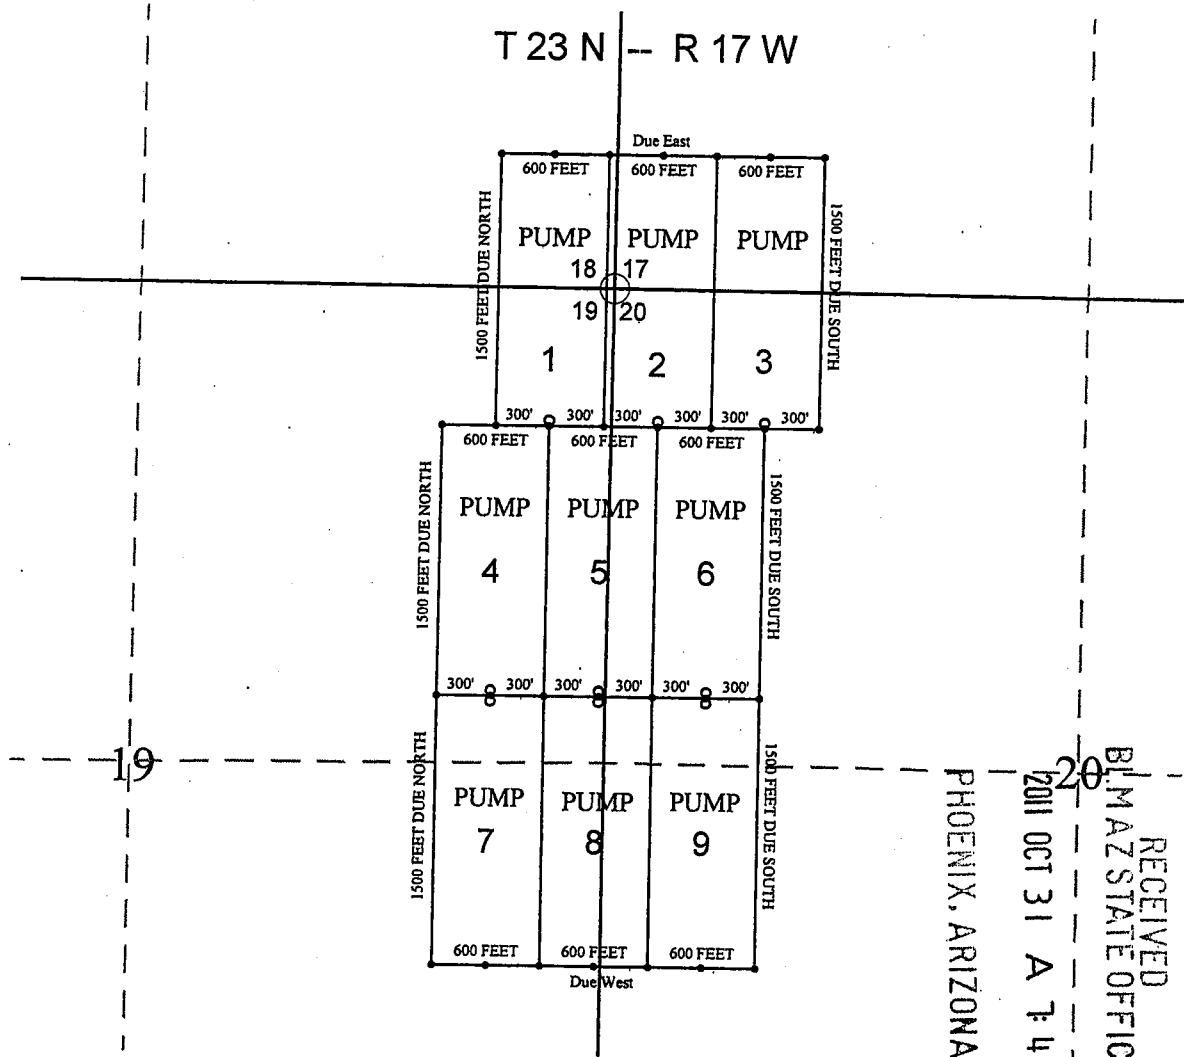 T 23 N -- R 17 W
Due East
600 FEET 600 FEET 600 FEET
1500 FEET DUE NORTH
PUMP PUMP PUMP
1500 FEET DUE SOUTH
18 17
19 20
1 2 3
300' 300' 300' 300' 300' 300'
600 FEET 600 FEET 600 FEET
1500 FEET DUE NORTH
PUMP PUMP PUMP
1500 FEET DUE SOUTH
4 5 6
300' 300' 300' 300' 300' 300'
19
20
1500 FEET DUE NORTH
PUMP PUMP PUMP
1500 FEET DUE SOUTH
7 8 9
600 FEET 600 FEET 600 FEET
Due West
RECEIVED
BLM AZ STATE OFFIC
2011 OCT 31 A 7:4
PHOENIX, ARIZONA